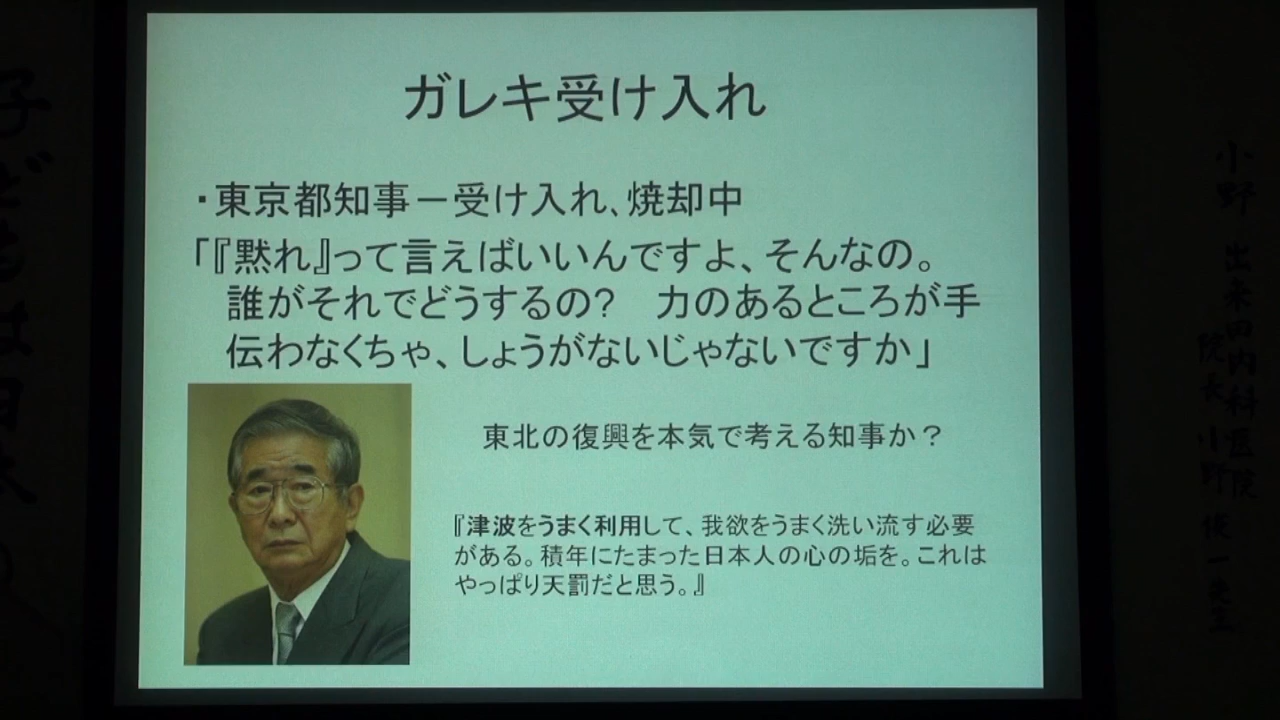 ガレキ受け入れ
・東京都知事－受け入れ、焼却中
「『黙れ』って言えばいいんですよ、そんなの。
誰がそれでどうするの?　力のあるところが手
伝わなくちゃ、しょうがないじゃないですか」
東北の復興を本気で考える知事か？
『津波をうまく利用して、我欲をうまく洗い流す必要
がある。積年にたまった日本人の心の垢を。これは
やっぱり天罰だと思う。』
小野・出来田内科医院
院長 小野 俊一先生
子どもは日本の